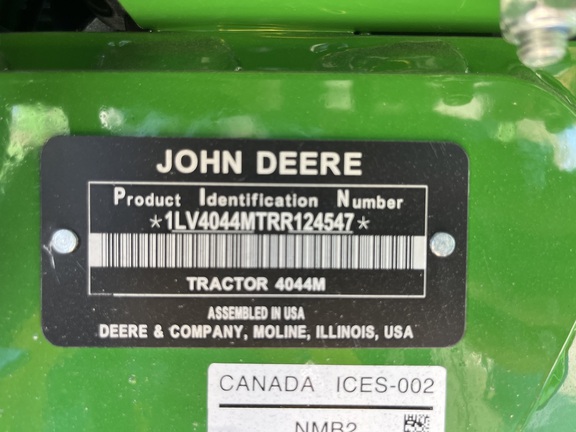 JOHN DEERE
Product Identification Number
*1LV4044MTRR124547*
TRACTOR 4044M
ASSEMBLED IN USA
DEERE & COMPANY, MOLINE, ILLINOIS, USA
CANADA ICES-002
NMB2